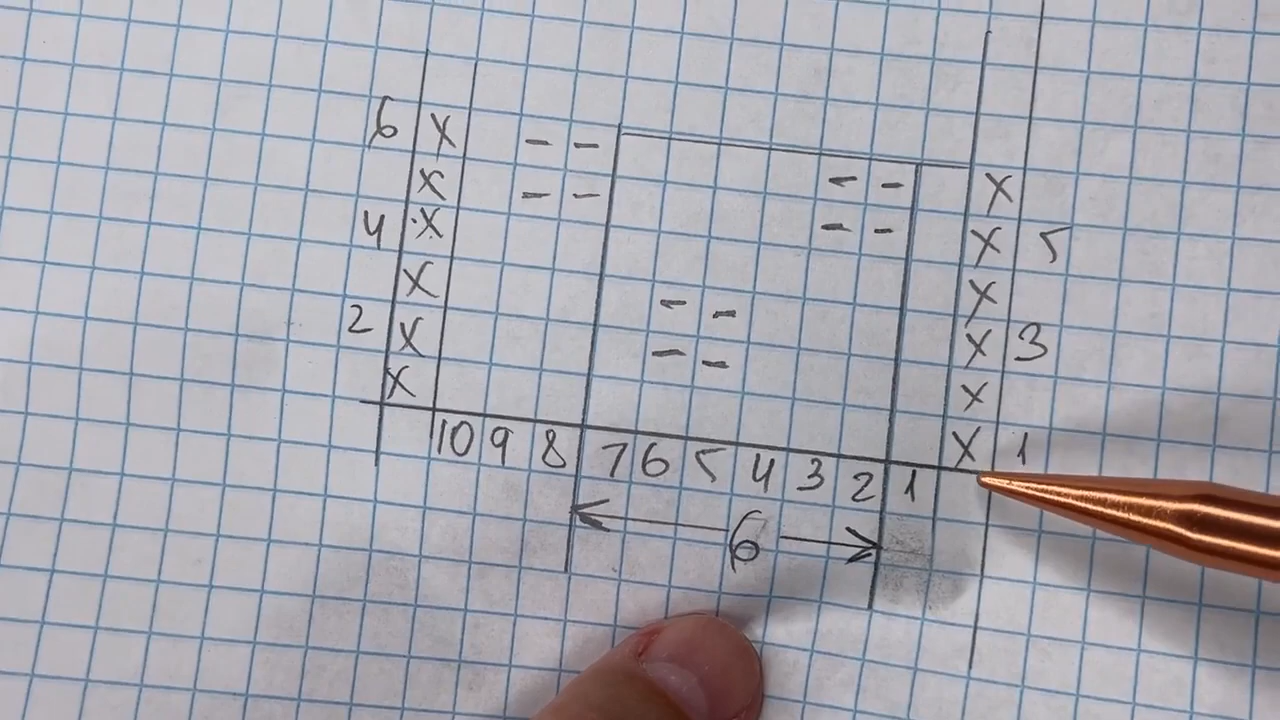 6 X - - X
X - - - - X 5
4 X - - X
X - - X 3
2 X - - X
X X 1
10 9 8 7 6 5 4 3 2 1
6